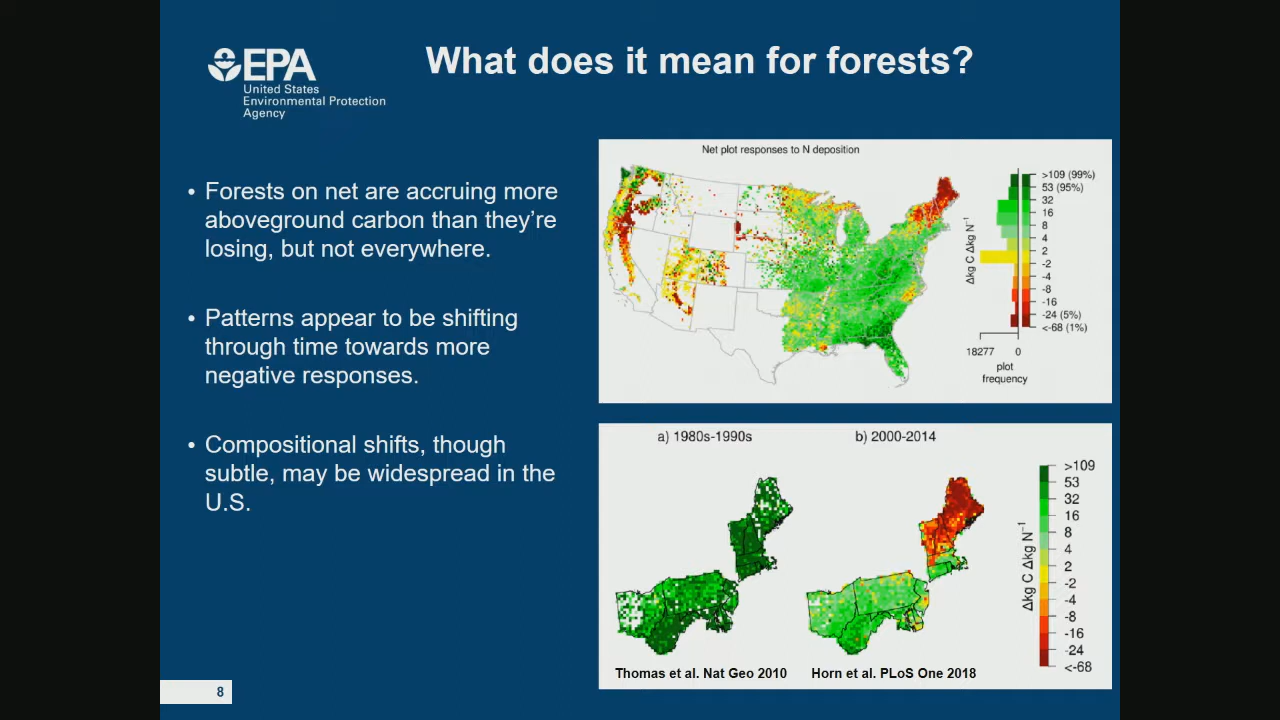 EPA
United States
Environmental Protection
Agency
What does it mean for forests?
• Forests on net are accruing more
aboveground carbon than they're
losing, but not everywhere.
• Patterns appear to be shifting
through time towards more
negative responses.
• Compositional shifts, though
subtle, may be widespread in the
U.S.
Net plot responses to N deposition
>109 (99%)
53 (95%)
32
16
8
4
2
-2
-4
-8
-16
-24 (5%)
<-68 (1%)
Δkg C Δkg N⁻¹
18277 0
plot
frequency
a) 1980s-1990s
b) 2000-2014
>109
53
32
16
8
4
2
-2
-4
-8
-16
-24
<-68
Δkg C Δkg N⁻¹
Thomas et al. Nat Geo 2010
Horn et al. PLoS One 2018
8